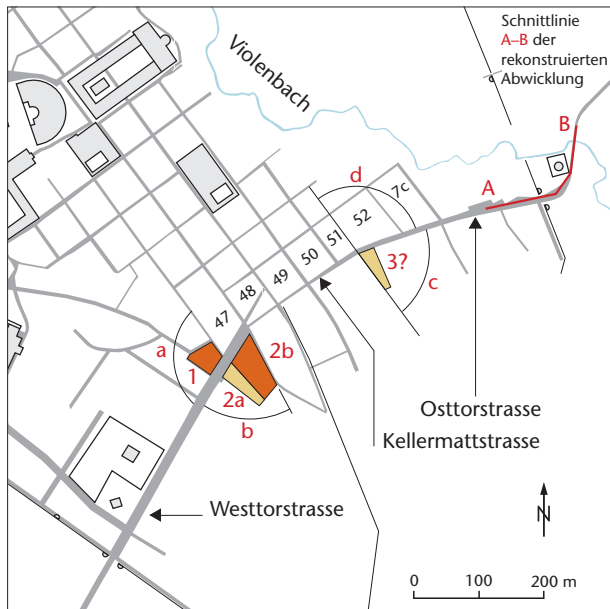 Schnittlinie
A–B der
rekonstruierten
Abwicklung
Violenbach
B
A
d
7c
52
51
50
49
48
47
3?
c
a
1
2b
2a
b
Osttorstrasse
Kellermattstrasse
Westtorstrasse
N
0 100 200 m